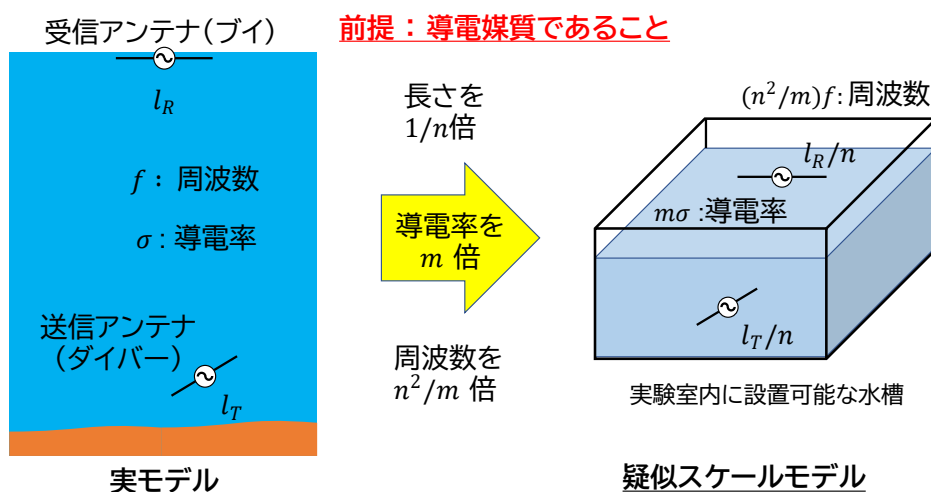 受信アンテナ(ブイ)
前提：導電媒質であること
l_R
f： 周波数
σ : 導電率
送信アンテナ
(ダイバー)
l_T
実モデル
長さを
1/n倍
導電率を
m 倍
周波数を
n²/m 倍
(n²/m)f: 周波数
l_R/n
mσ :導電率
l_T/n
実験室内に設置可能な水槽
疑似スケールモデル